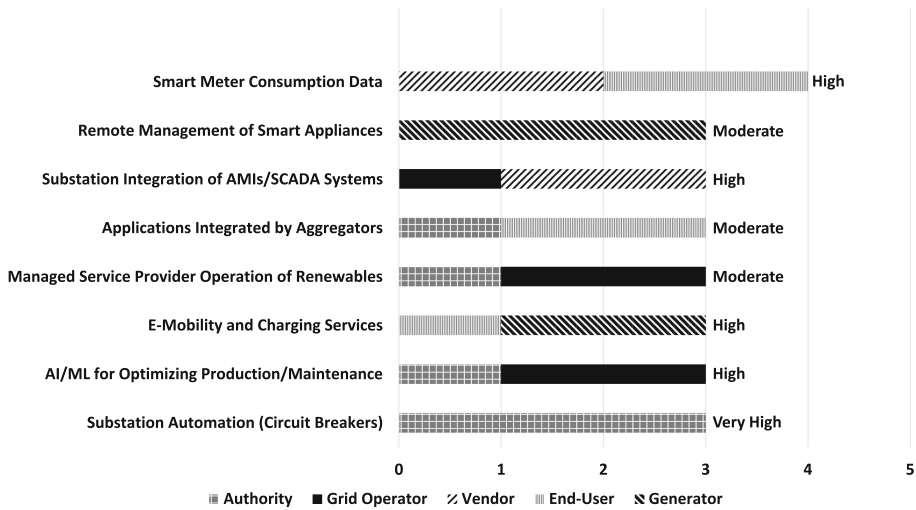 Smart Meter Consumption Data High
Remote Management of Smart Appliances Moderate
Substation Integration of AMIs/SCADA Systems High
Applications Integrated by Aggregators Moderate
Managed Service Provider Operation of Renewables Moderate
E-Mobility and Charging Services High
AI/ML for Optimizing Production/Maintenance High
Substation Automation (Circuit Breakers) Very High
0 1 2 3 4 5
Authority Grid Operator Vendor End-User Generator